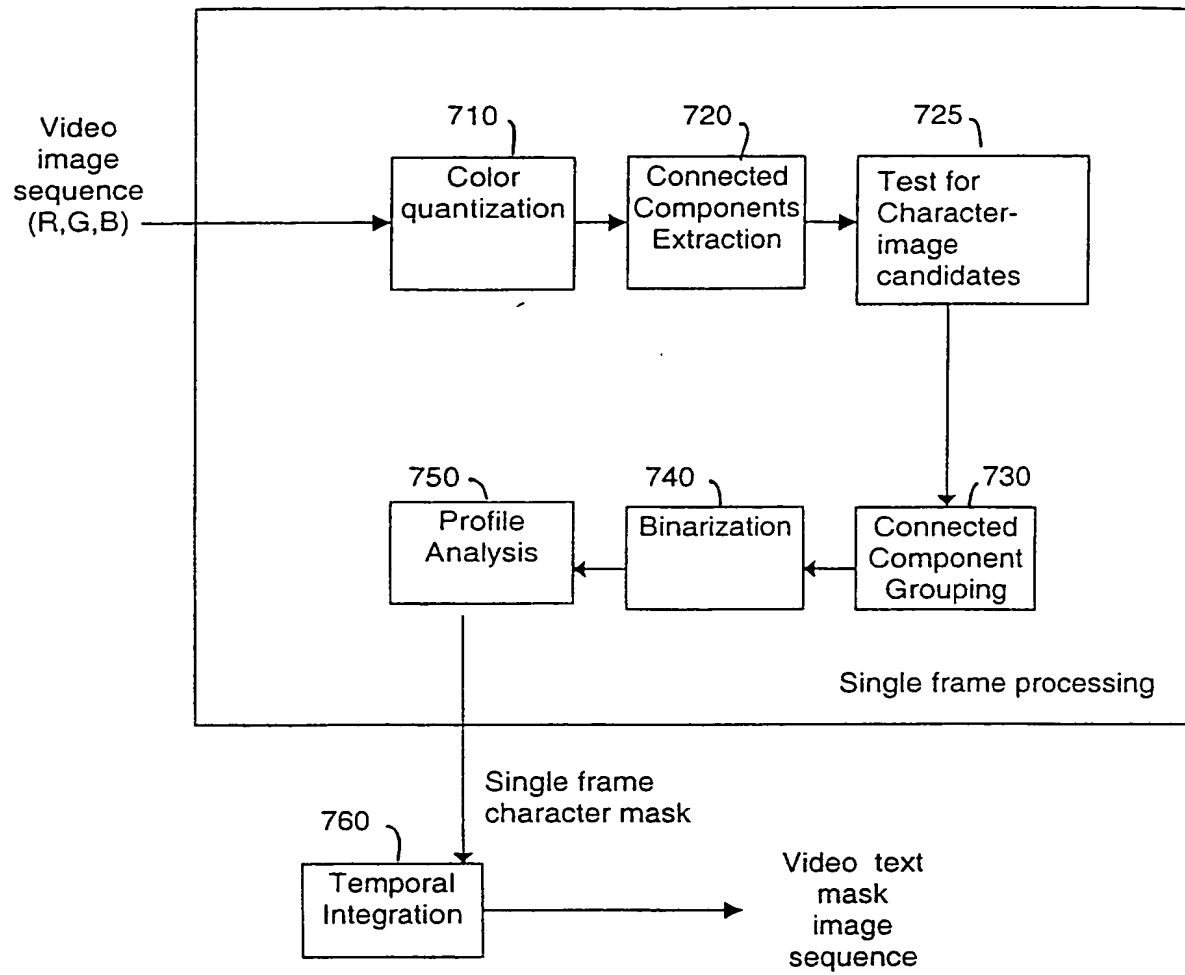 Video
image
sequence
(R,G,B)
710
Color
quantization
720
Connected
Components
Extraction
725
Test for
Character-
image
candidates
750
Profile
Analysis
740
Binarization
730
Connected
Component
Grouping
Single frame processing
Single frame
character mask
760
Temporal
Integration
Video text
mask
image
sequence